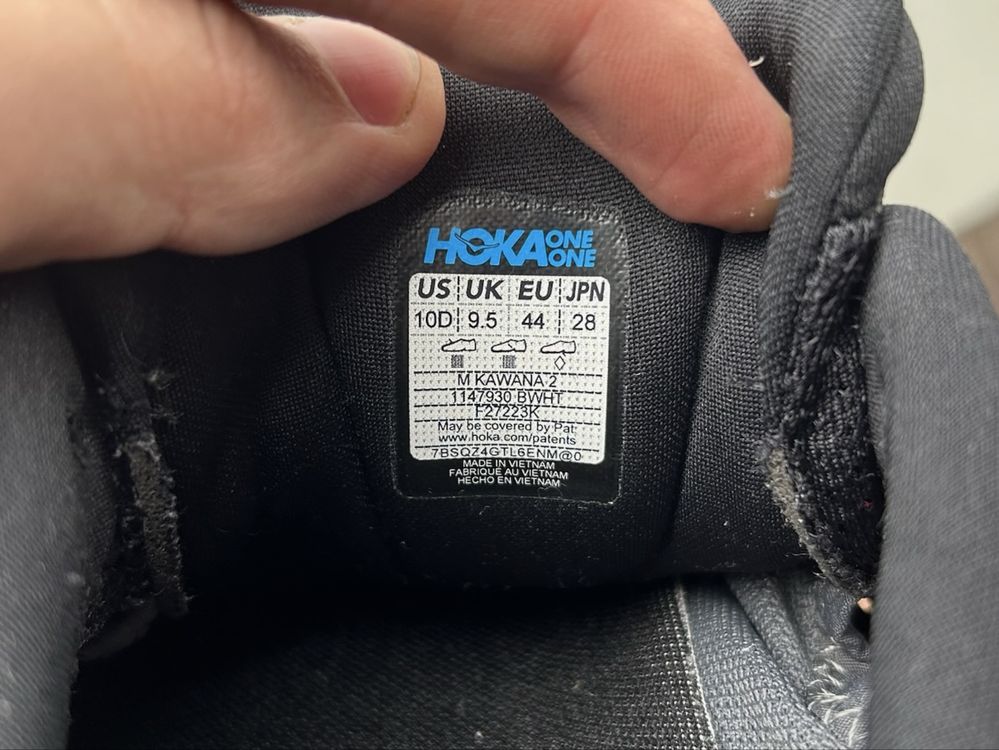 HOKA ONE ONE
US UK EU JPN
10D 9.5 44 28
M KAWANA 2
1147930 BWHT
F27223K
May be covered by Pat
www.hoka.com/patents
7BSQZ4GTL6ENM@0
MADE IN VIETNAM
FABRIQUÉ AU VIETNAM
HECHO EN VIETNAM